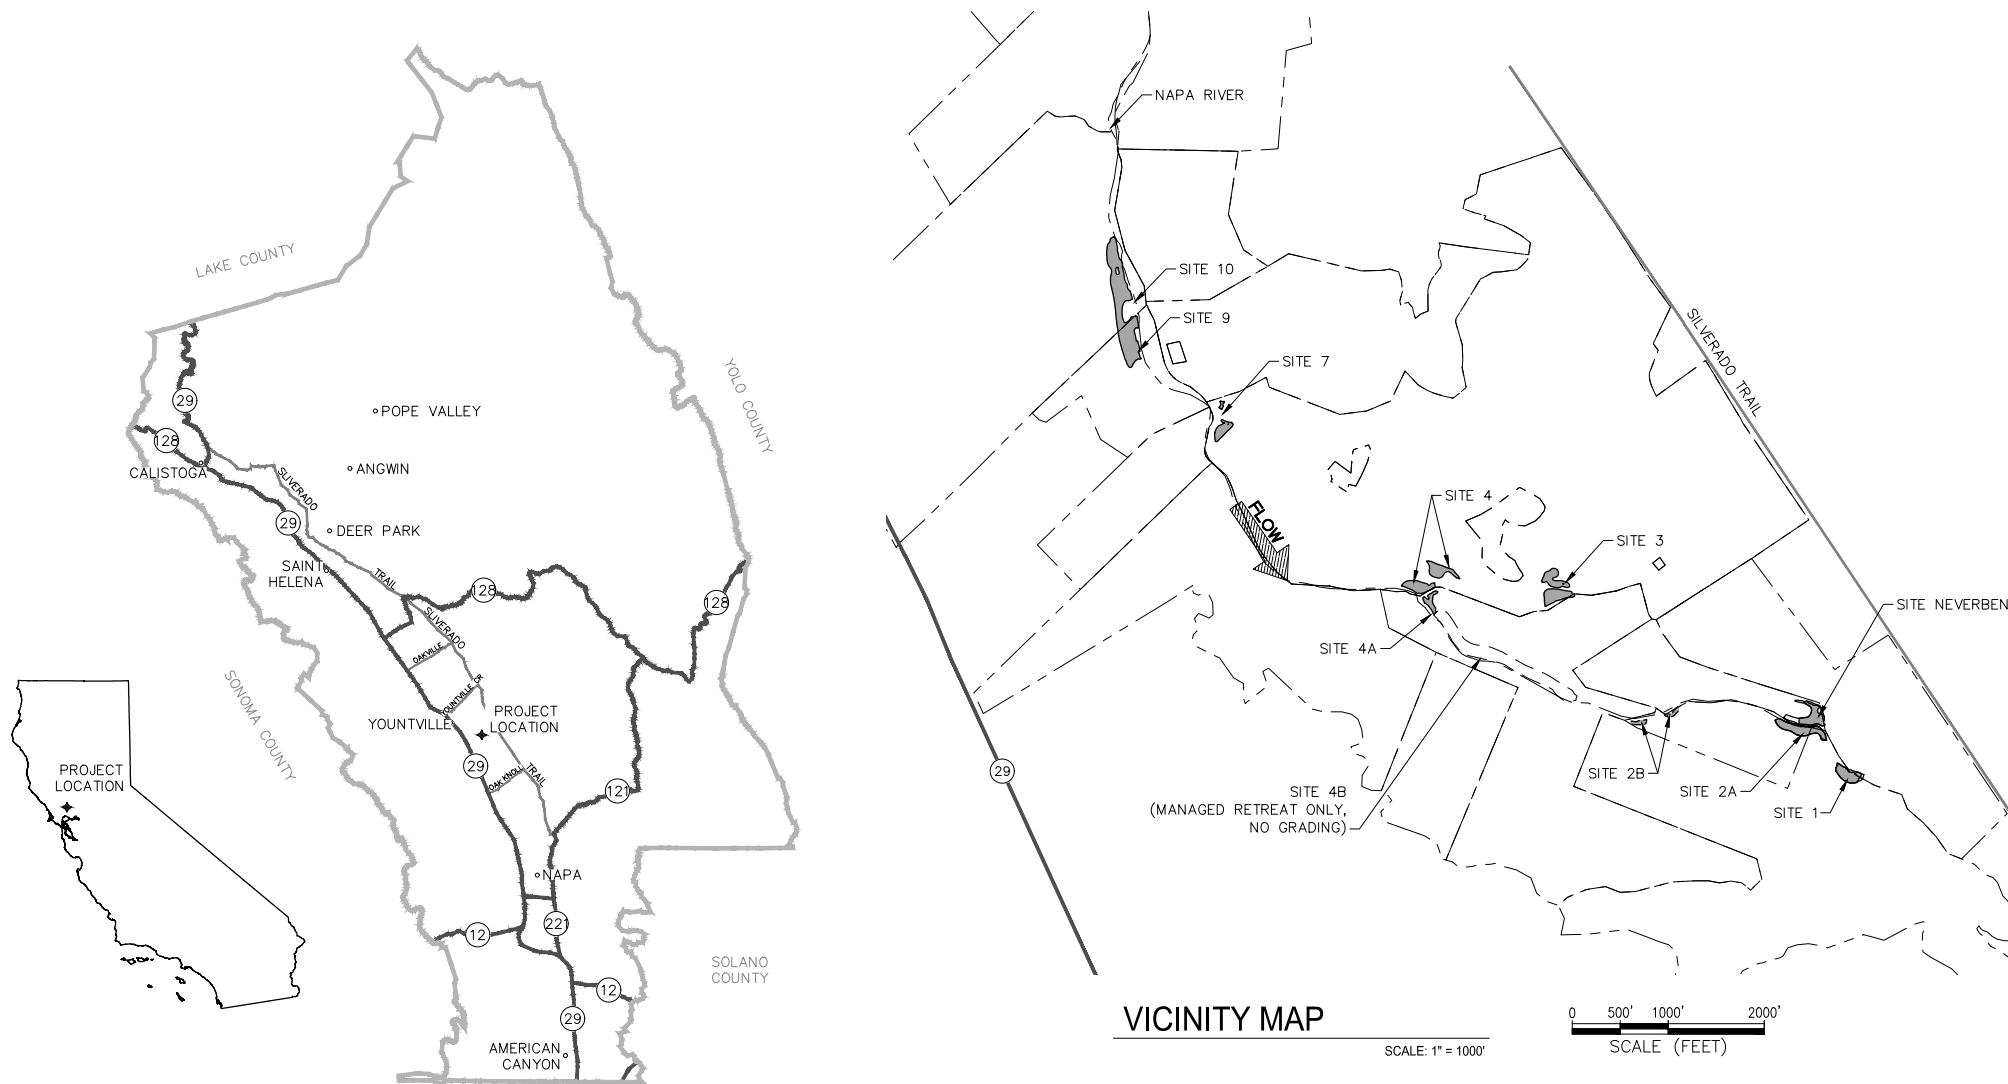 LAKE COUNTY
YOLO COUNTY
SONOMA COUNTY
SOLANO
COUNTY
29
128
CALISTOGA
POPE VALLEY
ANGWIN
SLIVERADO
29
DEER PARK
SAINT
HELENA
TRAIL
128
128
SLIVERADO
OAKVILLE
YOUNTVILLE CR
YOUNTVILLE
PROJECT
LOCATION
29
OAK KNOLL
TRAIL
121
NAPA
12
221
12
29
AMERICAN
CANYON
PROJECT
LOCATION
NAPA RIVER
SITE 10
SITE 9
SITE 7
SILVERADO TRAIL
FLOW
SITE 4
SITE 3
SITE NEVERBEN
SITE 4A
29
SITE 4B
(MANAGED RETREAT ONLY,
NO GRADING)
SITE 2B
SITE 2A
SITE 1
VICINITY MAP
SCALE: 1" = 1000'
0 500' 1000' 2000'
SCALE (FEET)